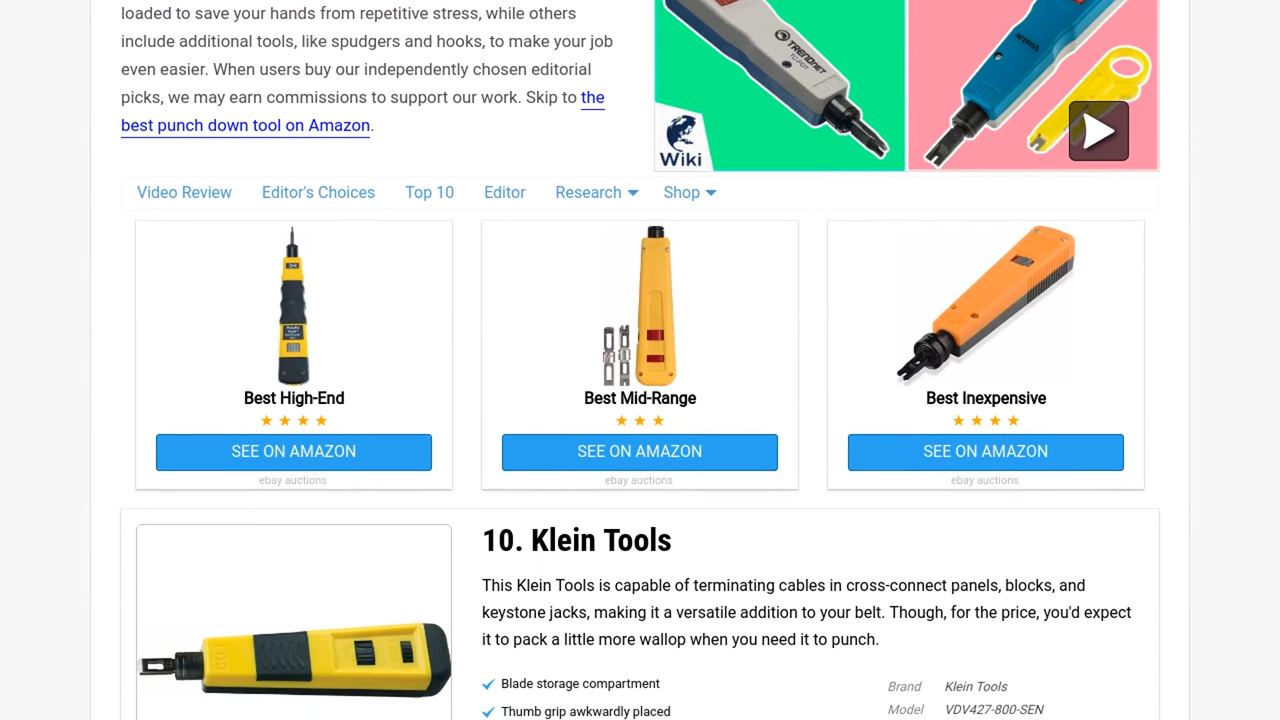 loaded to save your hands from repetitive stress, while others
include additional tools, like spudgers and hooks, to make your job
even easier. When users buy our independently chosen editorial
picks, we may earn commissions to support our work. Skip to the
best punch down tool on Amazon.
TRENDNET
TC-PDT
Wiki
Video Review
Editor's Choices
Top 10
Editor
Research
Shop
Best High-End
SEE ON AMAZON
ebay auctions
Best Mid-Range
SEE ON AMAZON
ebay auctions
Best Inexpensive
SEE ON AMAZON
ebay auctions
CUT
10. Klein Tools
This Klein Tools is capable of terminating cables in cross-connect panels, blocks, and
keystone jacks, making it a versatile addition to your belt. Though, for the price, you'd expect
it to pack a little more wallop when you need it to punch.
Blade storage compartment
Thumb grip awkwardly placed
Brand Klein Tools
Model VDV427-800-SEN